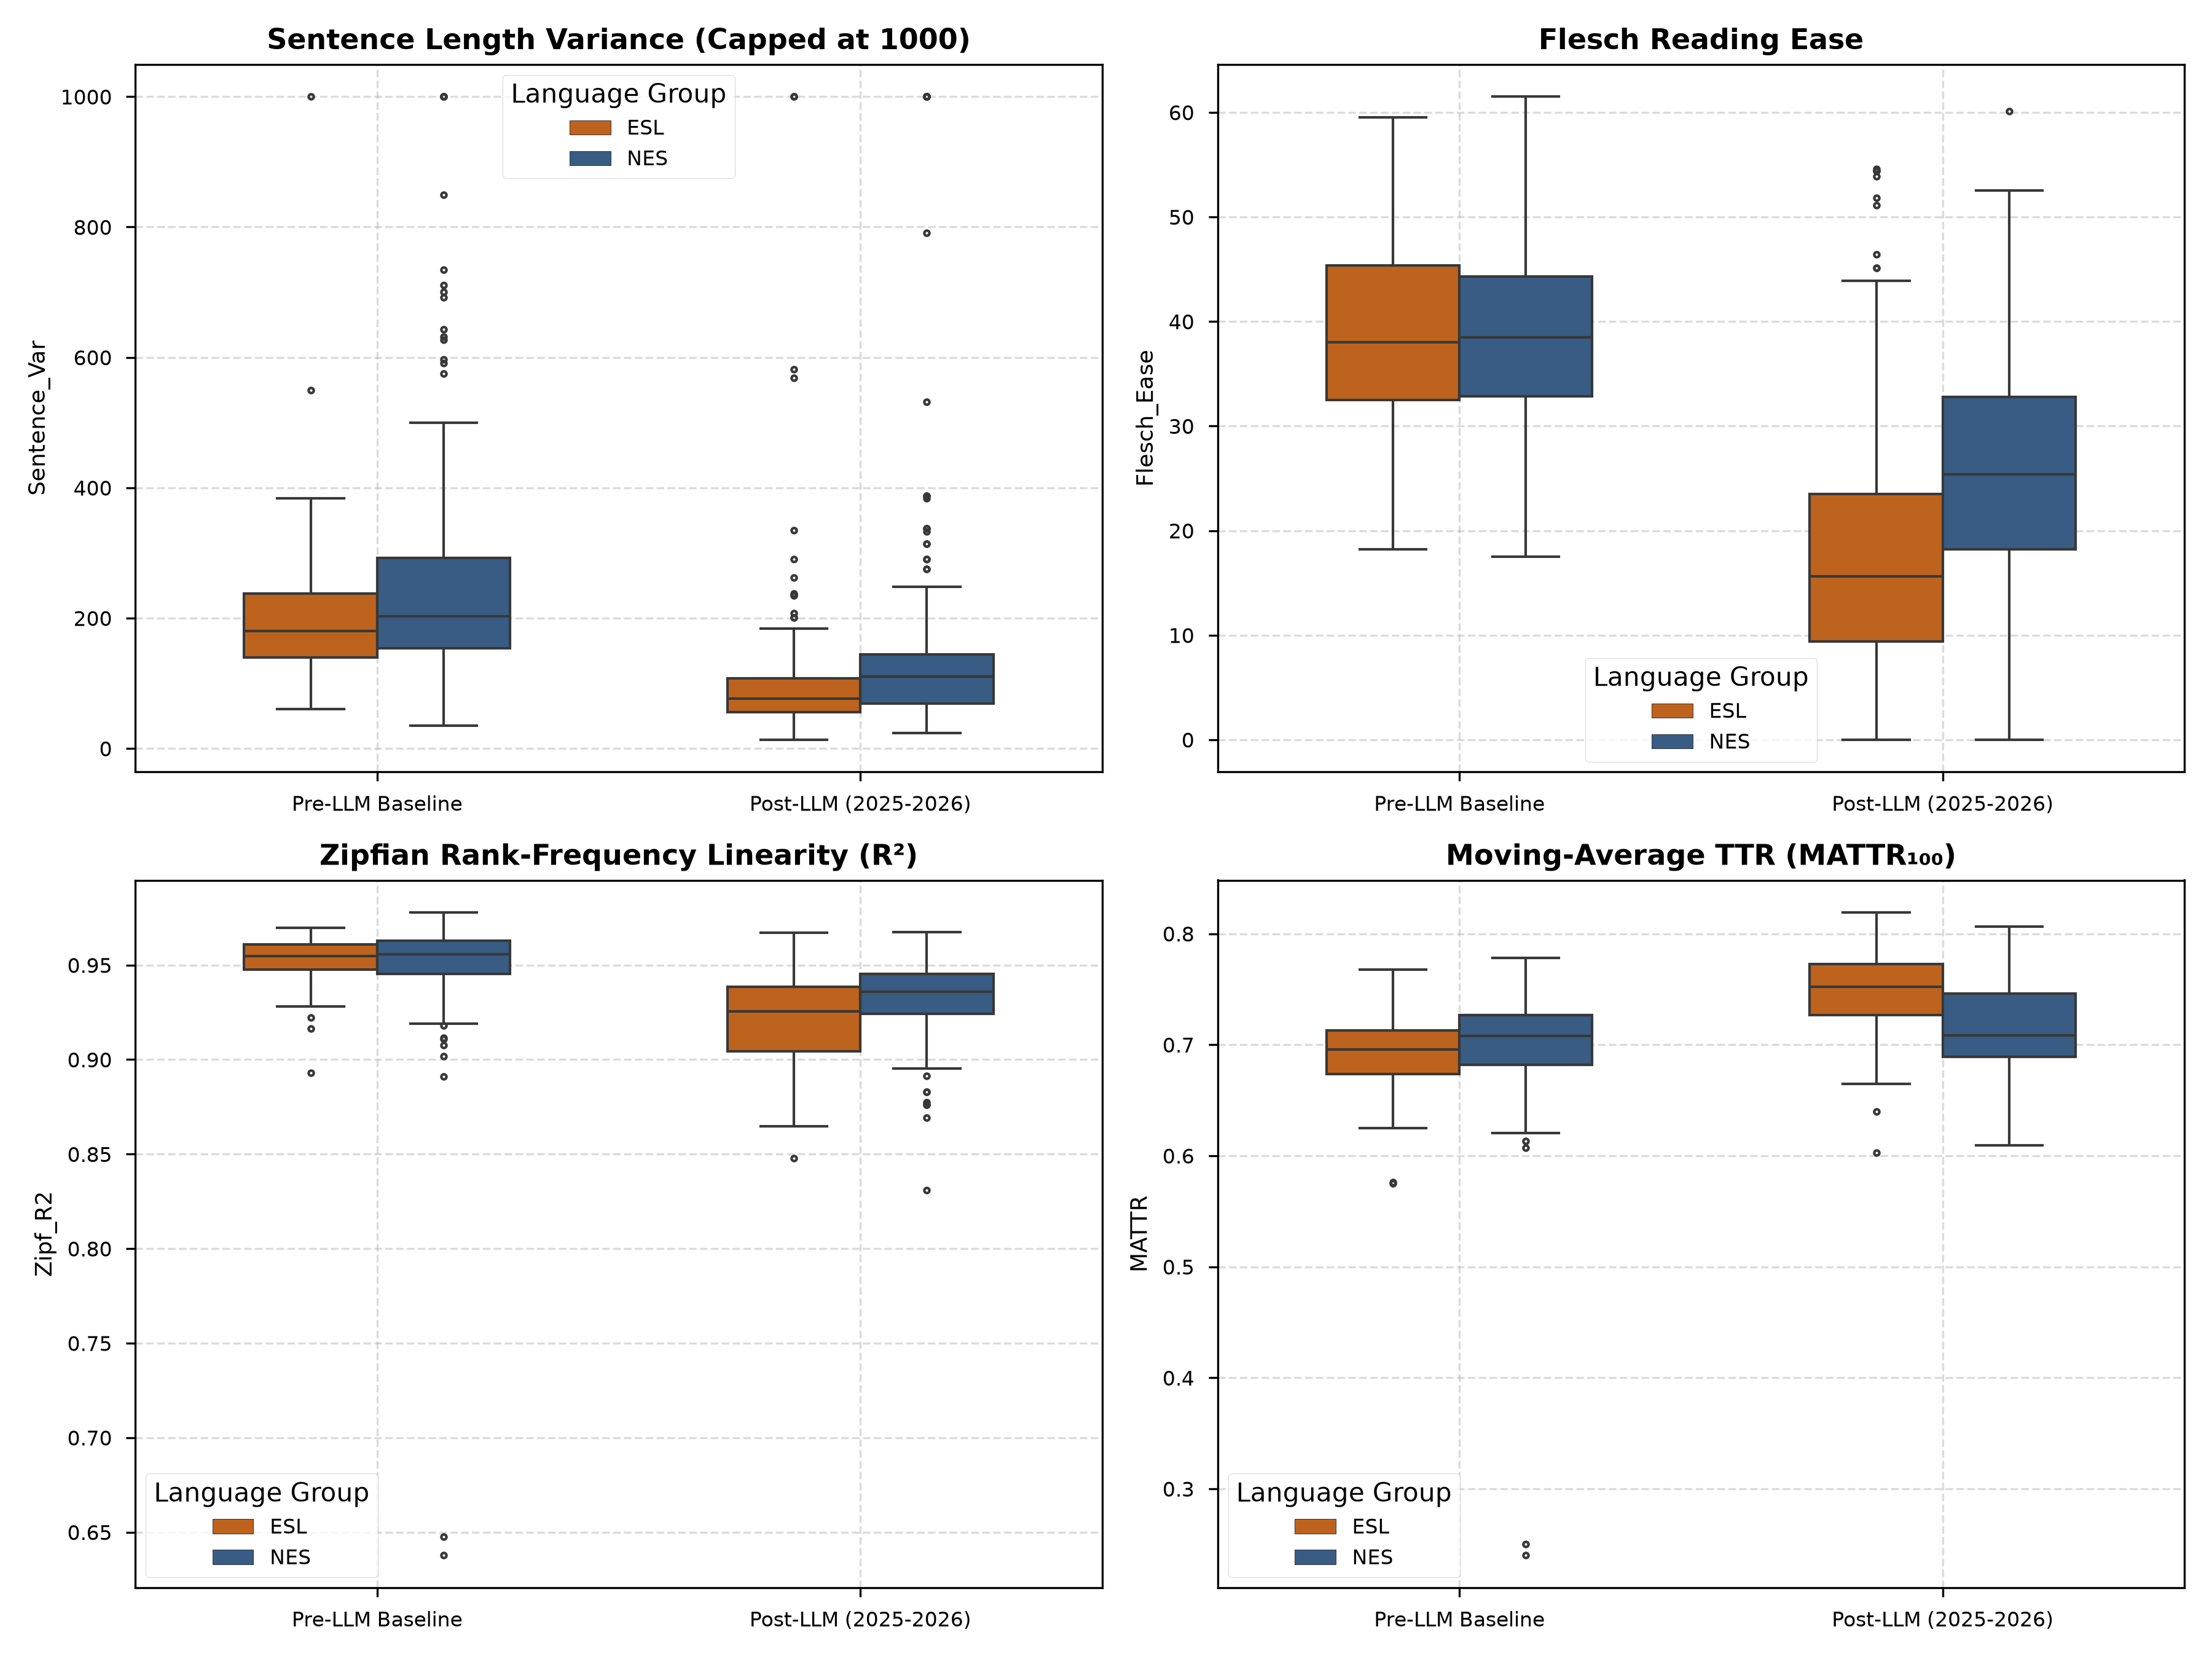 Sentence Length Variance (Capped at 1000)
Sentence_Var
1000
800
600
400
200
0
Language Group
ESL
NES
Pre-LLM Baseline
Post-LLM (2025-2026)
Flesch Reading Ease
Flesch_Ease
60
50
40
30
20
10
0
Language Group
ESL
NES
Pre-LLM Baseline
Post-LLM (2025-2026)
Zipfian Rank-Frequency Linearity (R²)
Zipf_R2
0.95
0.90
0.85
0.80
0.75
0.70
0.65
Language Group
ESL
NES
Pre-LLM Baseline
Post-LLM (2025-2026)
Moving-Average TTR (MATTR₁₀₀)
MATTR
0.8
0.7
0.6
0.5
0.4
0.3
Language Group
ESL
NES
Pre-LLM Baseline
Post-LLM (2025-2026)